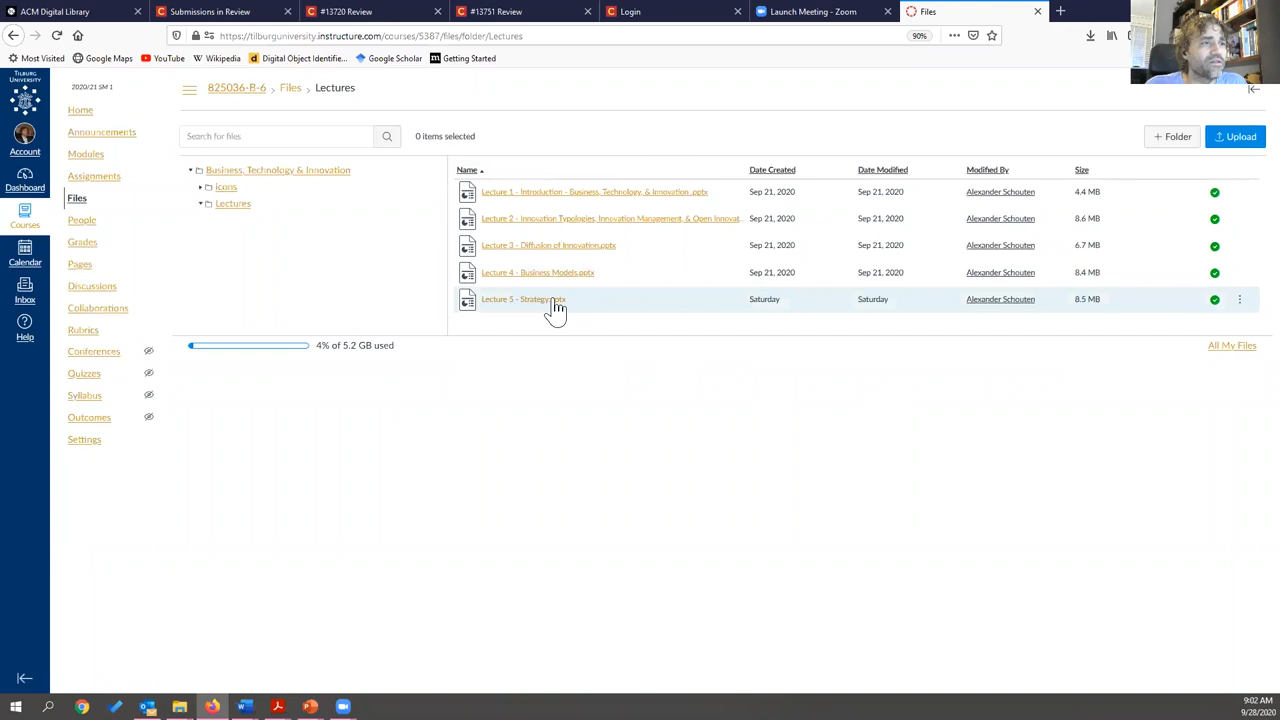 ACM Digital Library
Submissions in Review
#13720 Review
#13751 Review
Login
Launch Meeting - Zoom
Files
https://tilburguniversity.instructure.com/courses/5387/files/folder/Lectures
90%
Most Visited
Google Maps
YouTube
Wikipedia
Digital Object Identifie...
Google Scholar
Getting Started
TILBURG
UNIVERSITY
Account
Dashboard
Courses
Calendar
Inbox
Help
2020/21 SM 1
Home
Announcements
Modules
Assignments
Files
People
Grades
Pages
Discussions
Collaborations
Rubrics
Conferences
Quizzes
Syllabus
Outcomes
Settings
825036-B-6 > Files > Lectures
Search for files
0 items selected
+ Folder
Upload
Business, Technology & Innovation
icons
Lectures
Name Date Created Date Modified Modified By Size
Lecture 1 - Introduction - Business, Technology, & Innovation .pptx Sep 21, 2020 Sep 21, 2020 Alexander Schouten 4.4 MB
Lecture 2 - Innovation Typologies, Innovation Management, & Open Innovat... Sep 21, 2020 Sep 21, 2020 Alexander Schouten 8.6 MB
Lecture 3 - Diffusion of Innovation.pptx Sep 21, 2020 Sep 21, 2020 Alexander Schouten 6.7 MB
Lecture 4 - Business Models.pptx Sep 21, 2020 Sep 21, 2020 Alexander Schouten 8.4 MB
Lecture 5 - Strategy.pptx Saturday Saturday Alexander Schouten 8.5 MB
4% of 5.2 GB used
All My Files
9:02 AM
9/28/2020